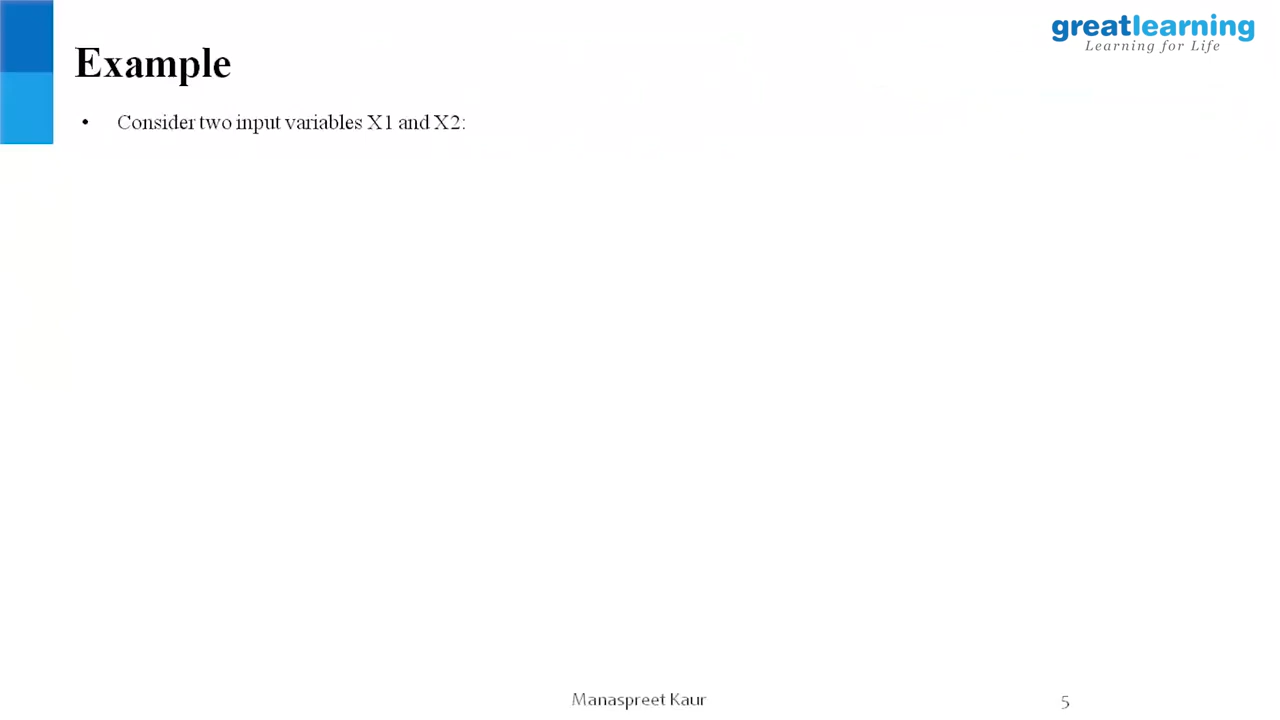 greatlearning
Learning for Life
Example
• Consider two input variables X1 and X2:
Manaspreet Kaur
5